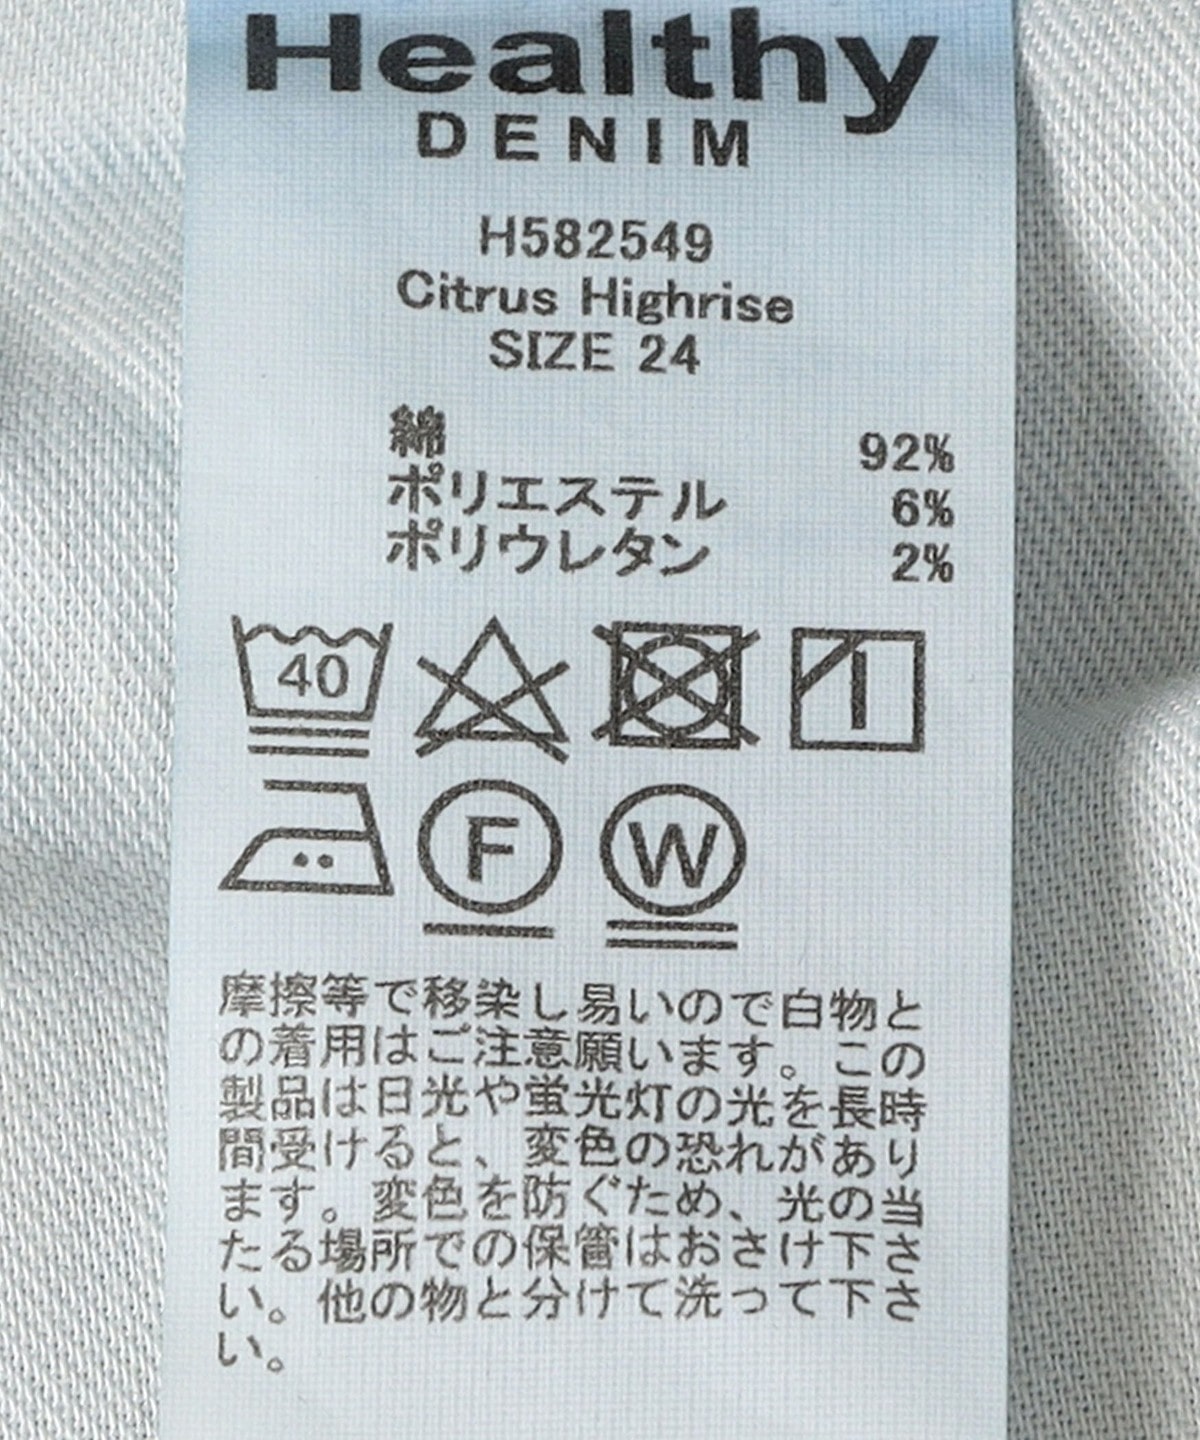 Healthy
DENIM
H582549
Citrus Highrise
SIZE 24
綿 92%
ポリエステル 6%
ポリウレタン 2%
40
F W
摩擦等で移染し易いので白物と
の着用はご注意願います。この
製品は日光や蛍光灯の光を長時
間受けると、変色の恐れがあり
ます。変色を防ぐため、光の当
たる場所での保管はおさけ下さ
い。他の物と分けて洗って下さ
い。